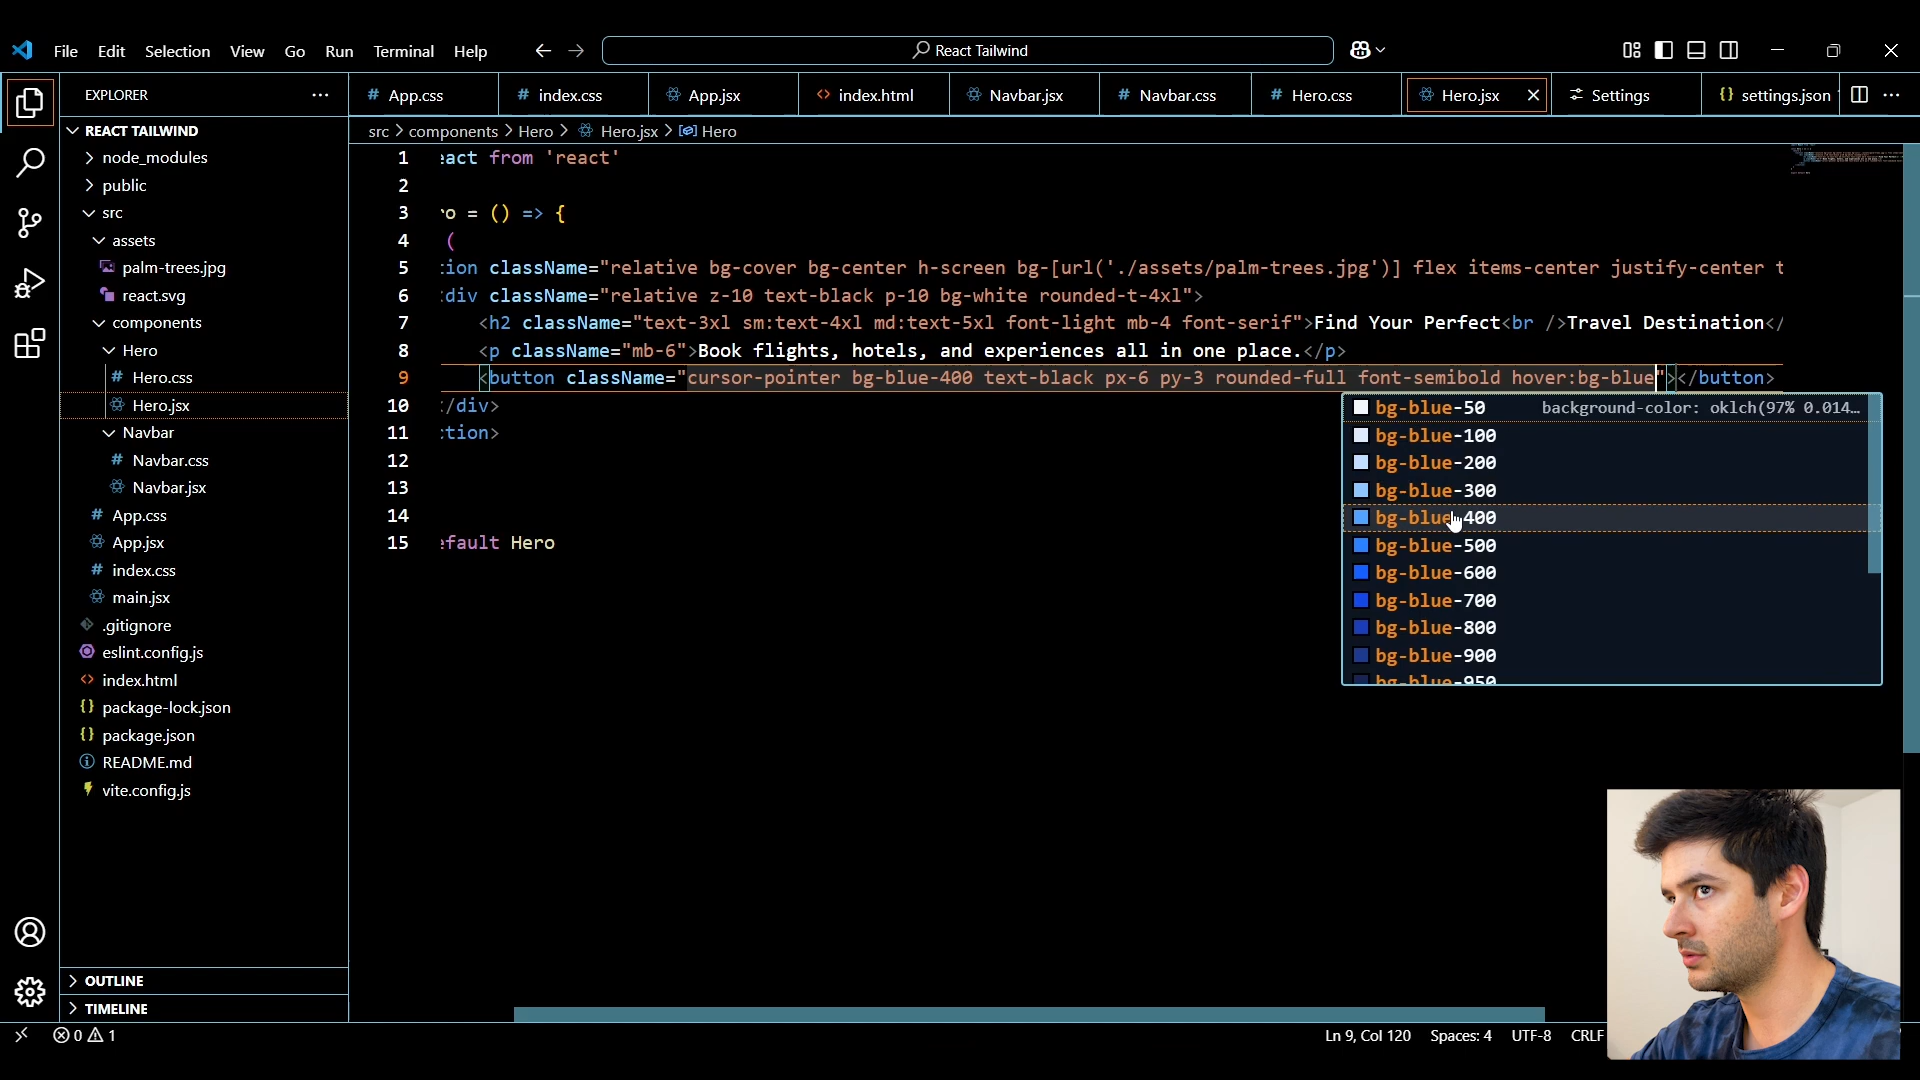 File Edit Selection View Go Run Terminal Help
React Tailwind
EXPLORER
# App.css # index.css App.jsx <> index.html Navbar.jsx # Navbar.css # Hero.css Hero.jsx Settings {} settings.json
src > components > Hero > Hero.jsx > Hero
REACT TAILWIND
node_modules
public
src
assets
palm-trees.jpg
react.svg
components
Hero
# Hero.css
Hero.jsx
Navbar
# Navbar.css
Navbar.jsx
# App.css
App.jsx
# index.css
main.jsx
.gitignore
eslint.config.js
<> index.html
{} package-lock.json
{} package.json
README.md
vite.config.js
OUTLINE
TIMELINE
1 act from 'react'
2
3 o = () => {
4 (
5 ion className="relative bg-cover bg-center h-screen bg-[url('./assets/palm-trees.jpg')] flex items-center justify-center t
6 div className="relative z-10 text-black p-10 bg-white rounded-t-4xl">
7 <h2 className="text-3xl sm:text-4xl md:text-5xl font-light mb-4 font-serif">Find Your Perfect<br />Travel Destination</
8 <p className="mb-6">Book flights, hotels, and experiences all in one place.</p>
9 <button className="cursor-pointer bg-blue-400 text-black px-6 py-3 rounded-full font-semibold hover:bg-blue"></button>
10 /div>
11 tion>
12
13
14
15 fault Hero
bg-blue-50 background-color: oklch(97% 0.014…
bg-blue-100
bg-blue-200
bg-blue-300
bg-blue-400
bg-blue-500
bg-blue-600
bg-blue-700
bg-blue-800
bg-blue-900
bg-blue-950
0 1
Ln 9, Col 120 Spaces: 4 UTF-8 CRLF